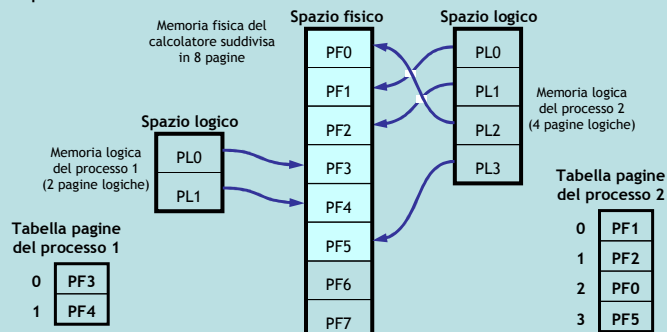 Memoria fisica del
calcolatore suddivisa
in 8 pagine
Spazio fisico
PF0
PF1
PF2
PF3
PF4
PF5
PF6
PF7
Spazio logico
PL0
PL1
PL2
PL3
Memoria logica
del processo 2
(4 pagine logiche)
Spazio logico
PL0
PL1
Memoria logica
del processo 1
(2 pagine logiche)
Tabella pagine
del processo 1
0 PF3
1 PF4
Tabella pagine
del processo 2
0 PF1
1 PF2
2 PF0
3 PF5